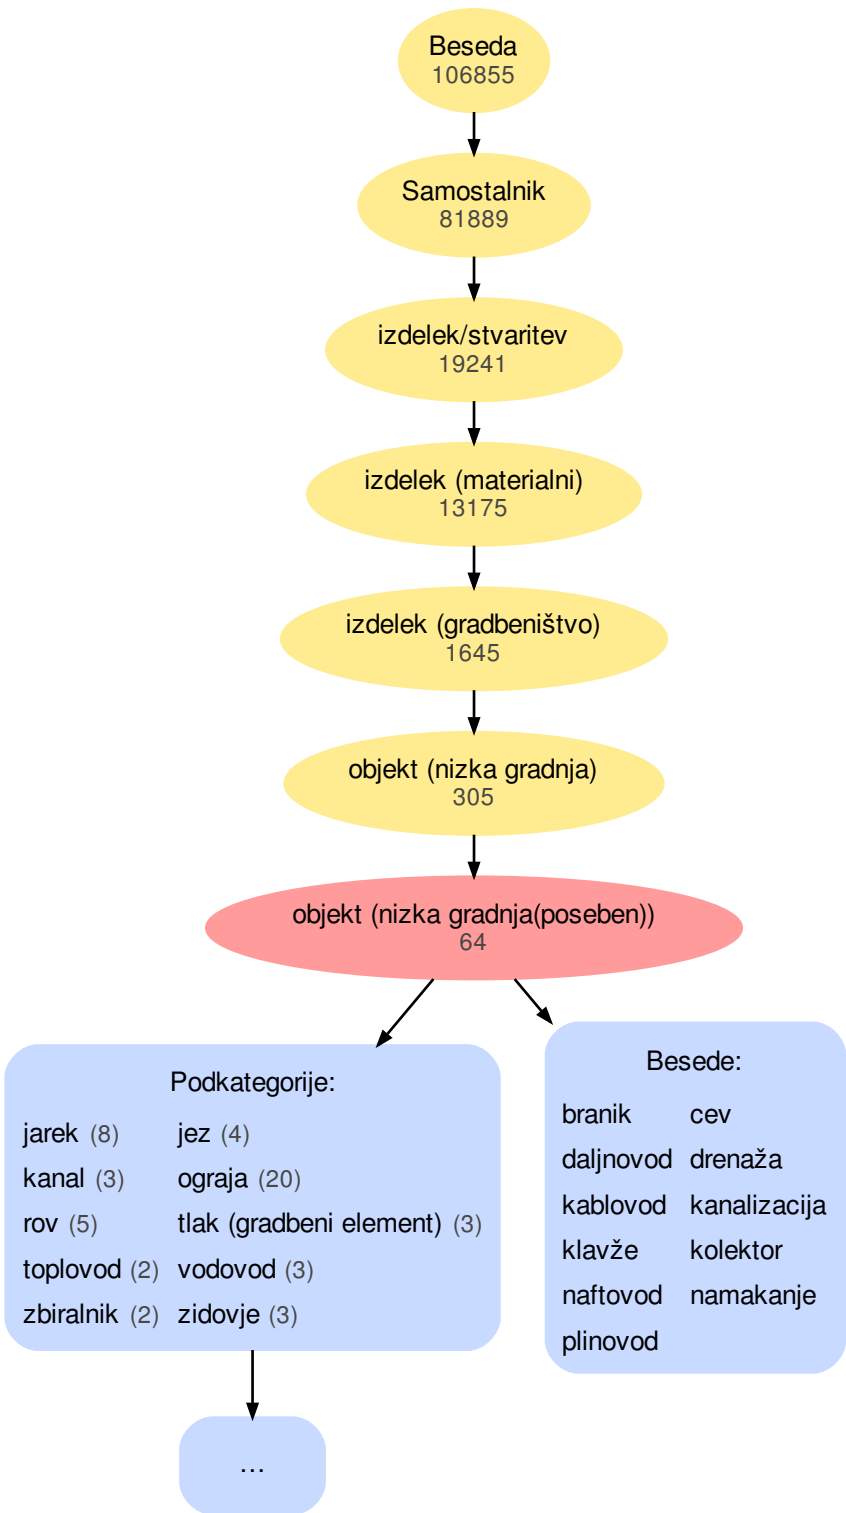 Beseda
106855
Samostalnik
81889
izdelek/stvaritev
19241
izdelek (materialni)
13175
izdelek (gradbeništvo)
1645
objekt (nizka gradnja)
305
objekt (nizka gradnja(poseben))
64
Podkategorije:
jarek (8) jez (4)
kanal (3) ograja (20)
rov (5) tlak (gradbeni element) (3)
toplovod (2) vodovod (3)
zbiralnik (2) zidovje (3)
...
Besede:
branik cev
daljnovod drenaža
kablovod kanalizacija
klavže kolektor
naftovod namakanje
plinovod